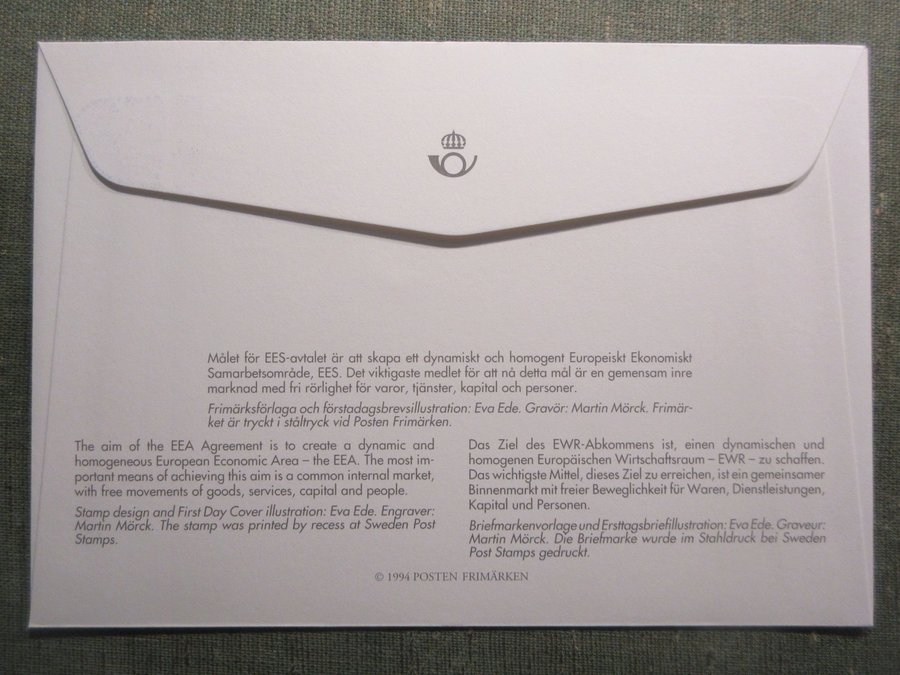 Målet för EES-avtalet är att skapa ett dynamiskt och homogent Europeiskt Ekonomiskt
Samarbetsområde, EES. Det viktigaste medlet för att nå detta mål är en gemensam inre
marknad med fri rörlighet för varor, tjänster, kapital och personer.
Frimärksförlaga och förstadagsbrevsillustration: Eva Ede. Gravör: Martin Mörck. Frimär-
ket är tryckt i ståltryck vid Posten Frimärken.
The aim of the EEA Agreement is to create a dynamic and
homogeneous European Economic Area – the EEA. The most im-
portant means of achieving this aim is a common internal market,
with free movements of goods, services, capital and people.
Stamp design and First Day Cover illustration: Eva Ede. Engraver:
Martin Mörck. The stamp was printed by recess at Sweden Post
Stamps.
Das Ziel des EWR-Abkommens ist, einen dynamischen und
homogenen Europäischen Wirtschaftsraum – EWR – zu schaffen.
Das wichtigste Mittel, dieses Ziel zu erreichen, ist ein gemeinsamer
Binnenmarkt mit freier Beweglichkeit für Waren, Dienstleistungen,
Kapital und Personen.
Briefmarkenvorlage und Ersttagsbriefillustration: Eva Ede. Graveur:
Martin Mörck. Die Briefmarke wurde im Stahldruck bei Sweden
Post Stamps gedruckt.
© 1994 POSTEN FRIMÄRKEN